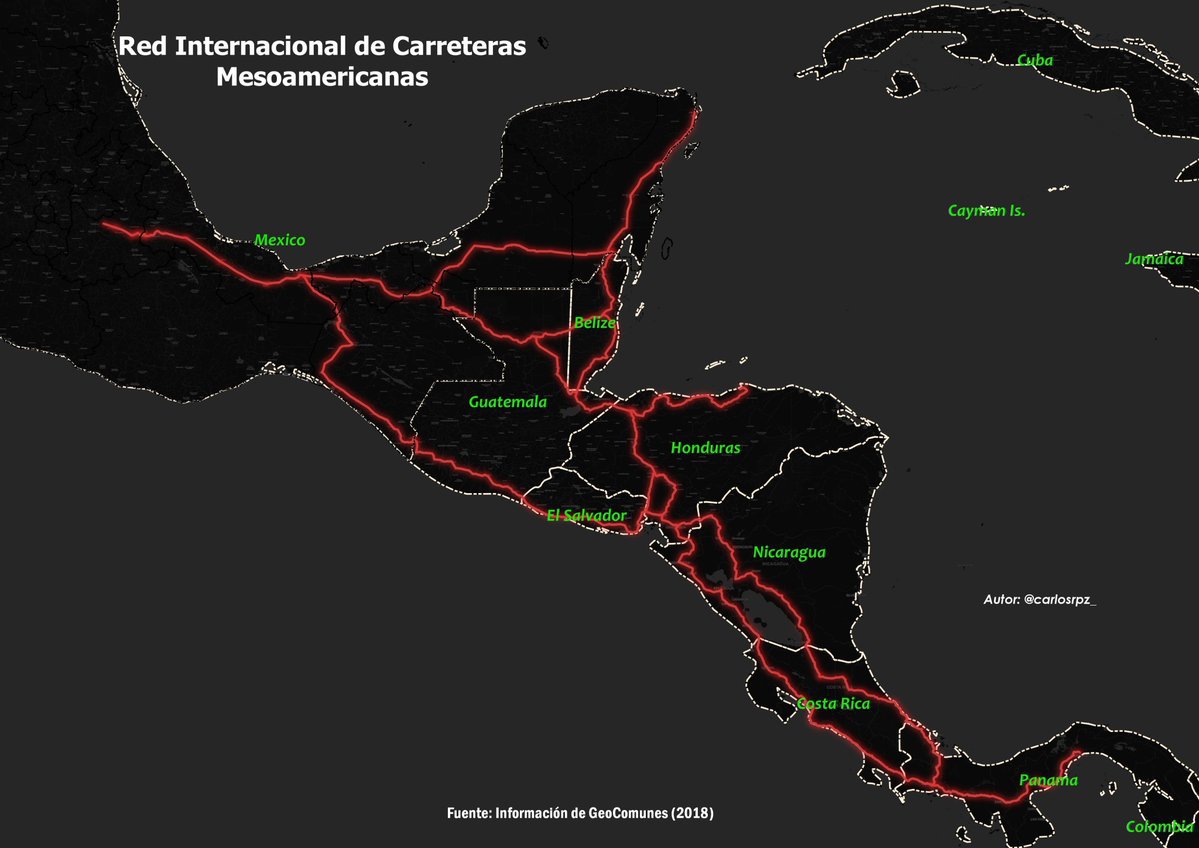 Red Internacional de Carreteras
Mesoamericanas
Cuba
Cayman Is.
Mexico
Jamaica
Belize
Guatemala
Honduras
El Salvador
Nicaragua
Autor: @carlosrpz_
Costa Rica
Panama
Fuente: Información de GeoComunes (2018)
Colombia